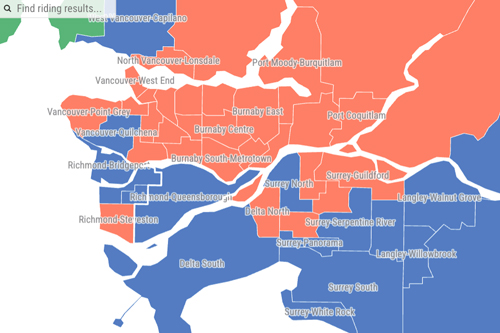 Find riding results...
West Vancouver-Capilano
North Vancouver-Lonsdale
Port Moody-Burquitlam
Vancouver-West End
Vancouver-Point Grey
Burnaby East
Port Coquitlam
Vancouver-Quilchena
Burnaby Centre
Richmond-Bridgeport
Burnaby South-Metrotown
Surrey-Guildford
Surrey North
Richmond-Queensborough
Langley-Walnut Grove
Richmond Steveston
Delta North
Surrey-Serpentine River
Surrey-Panorama
Langley-Willowbrook
Delta South
Surrey South
Surrey-White Rock